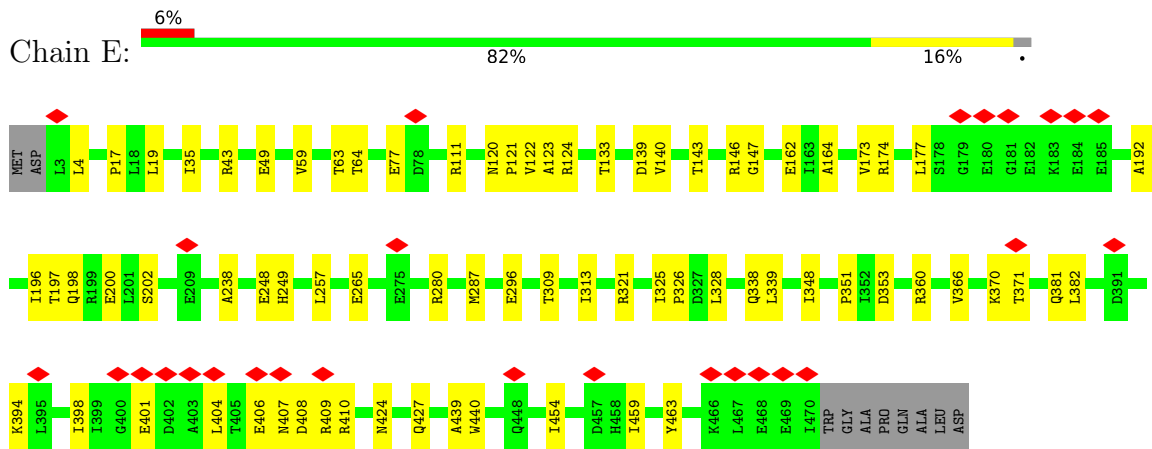 6%
Chain E:
82% 16% •
MET ASP L3 L4 P17 L18 L19 I35 R43 E49 V59 T63 T64 E77 D78 R111 N120 P121 V122 A123 R124 T133 D139 V140 T143 R146 G147 E162 I163 A164 V173 R174 L177 S178 G179 E180 G181 E182 K183 E184 E185 A192
I196 T197 Q198 R199 E200 L201 S202 E209 A238 E248 H249 L257 E265 E275 R280 M287 E296 T309 I313 R321 I325 P326 D327 L328 Q338 L339 I348 P351 I352 D353 R360 V366 K370 T371 Q381 L382 D391
K394 L395 I398 I399 G400 E401 D402 A403 L404 T405 E406 N407 D408 R409 R410 N424 Q427 A439 W440 Q448 I454 D457 H458 I459 Y463 K466 L467 E468 E469 I470 TRP GLY ALA PRO GLN ALA LEU ASP